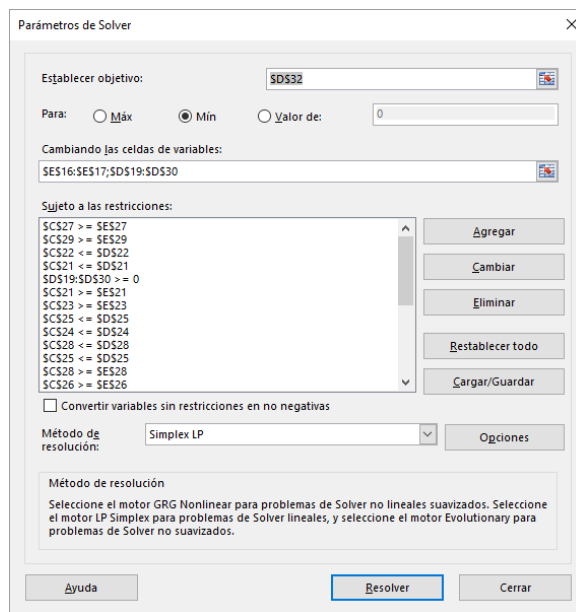 Parámetros de Solver
Establecer objetivo: $D$32
Para: Máx Mín Valor de: 0
Cambiando las celdas de variables:
$E$16:$E$17;$D$19:$D$30
Sujeto a las restricciones:
$C$27 >= $E$27
$C$29 >= $E$29
$C$22 <= $D$22
$C$21 <= $D$21
$D$19:$D$30 >= 0
$C$21 >= $E$21
$C$23 >= $E$23
$C$25 <= $D$25
$C$24 <= $D$24
$C$28 <= $D$28
$C$25 <= $D$25
$C$28 >= $E$28
$C$26 >= $E$26
Agregar
Cambiar
Eliminar
Restablecer todo
Cargar/Guardar
Convertir variables sin restricciones en no negativas
Método de
resolución:
Simplex LP
Opciones
Método de resolución
Seleccione el motor GRG Nonlinear para problemas de Solver no lineales suavizados. Seleccione
el motor LP Simplex para problemas de Solver lineales, y seleccione el motor Evolutionary para
problemas de Solver no suavizados.
Ayuda Resolver Cerrar